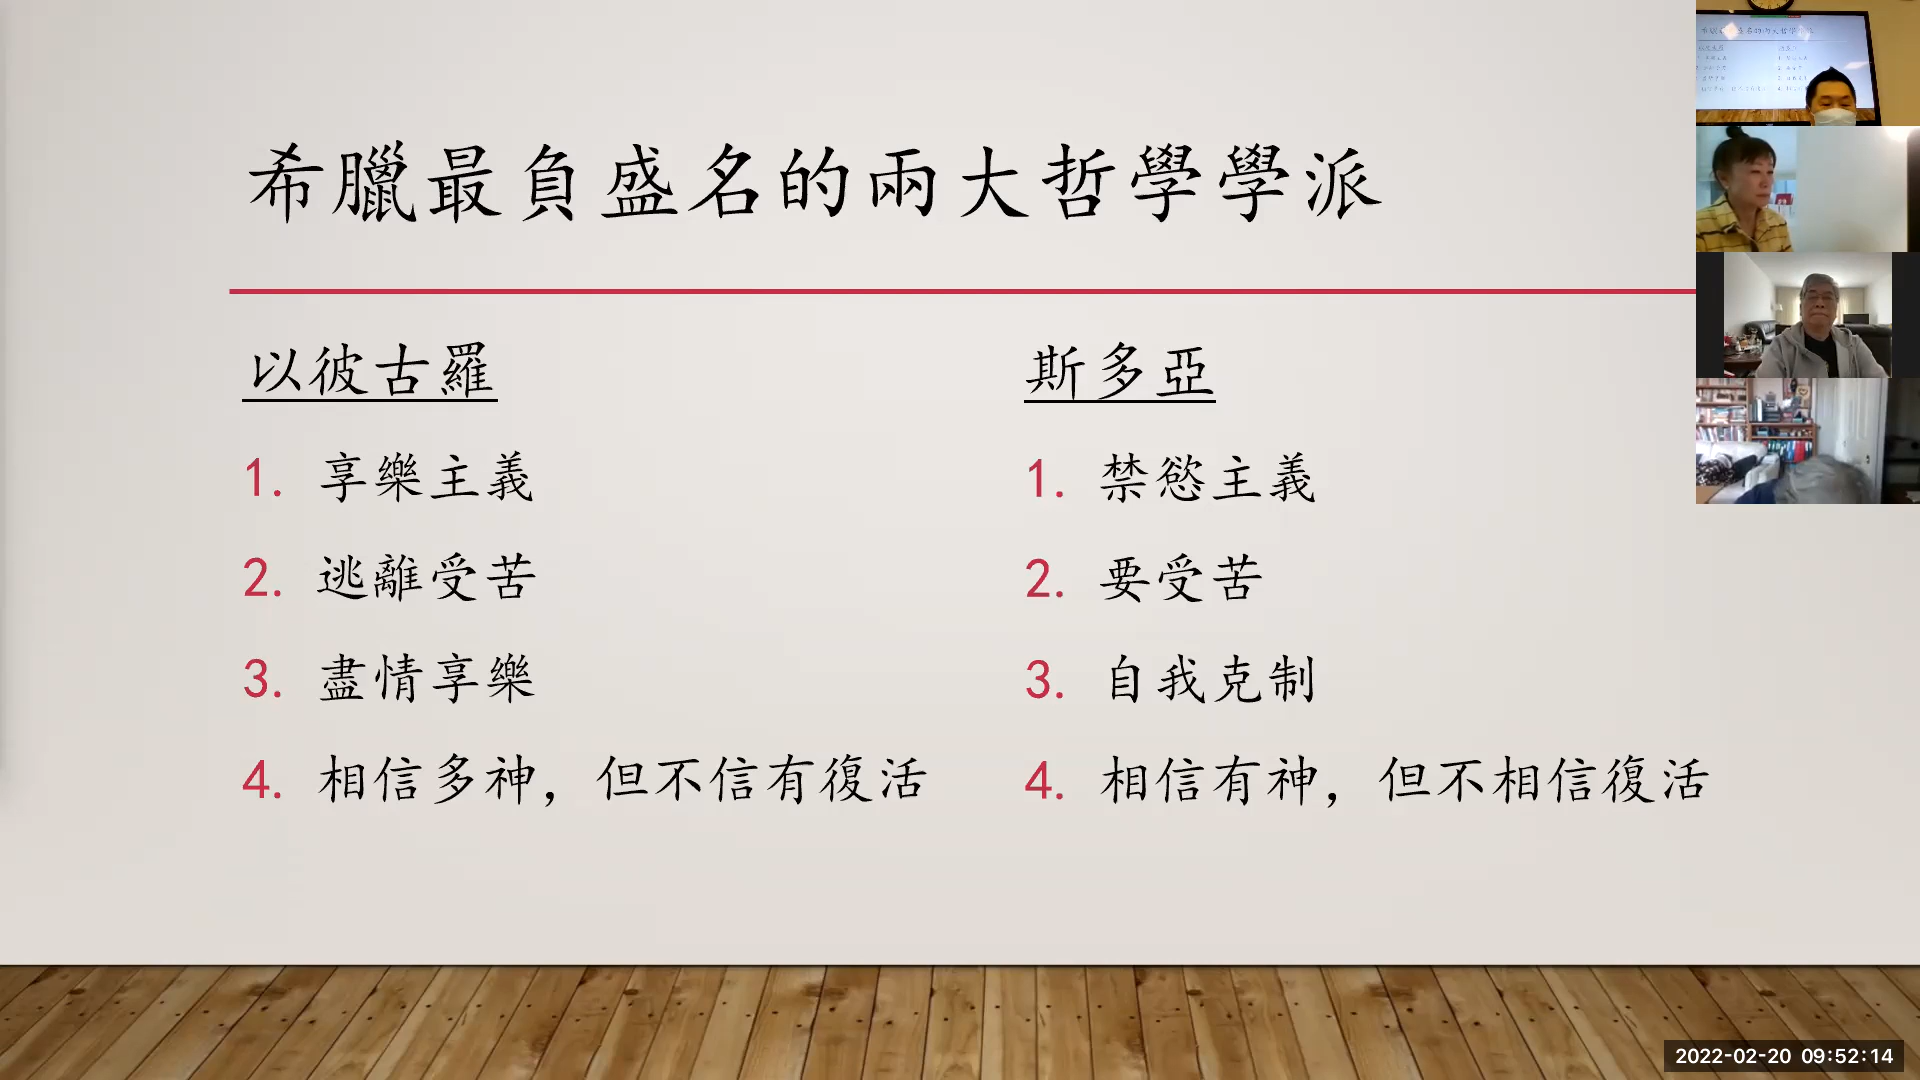 希臘最負盛名的兩大哲學學派
以彼古羅
1. 享樂主義
2. 逃離受苦
3. 盡情享樂
4. 相信多神，但不信有復活
斯多亞
1. 禁慾主義
2. 要受苦
3. 自我克制
4. 相信有神，但不相信復活
2022-02-20 09:52:14